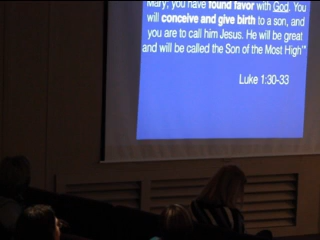 Mary, you have found favor with God. You
will conceive and give birth to a son, and
you are to call him Jesus. He will be great
and will be called the Son of the Most High"
Luke 1:30-33